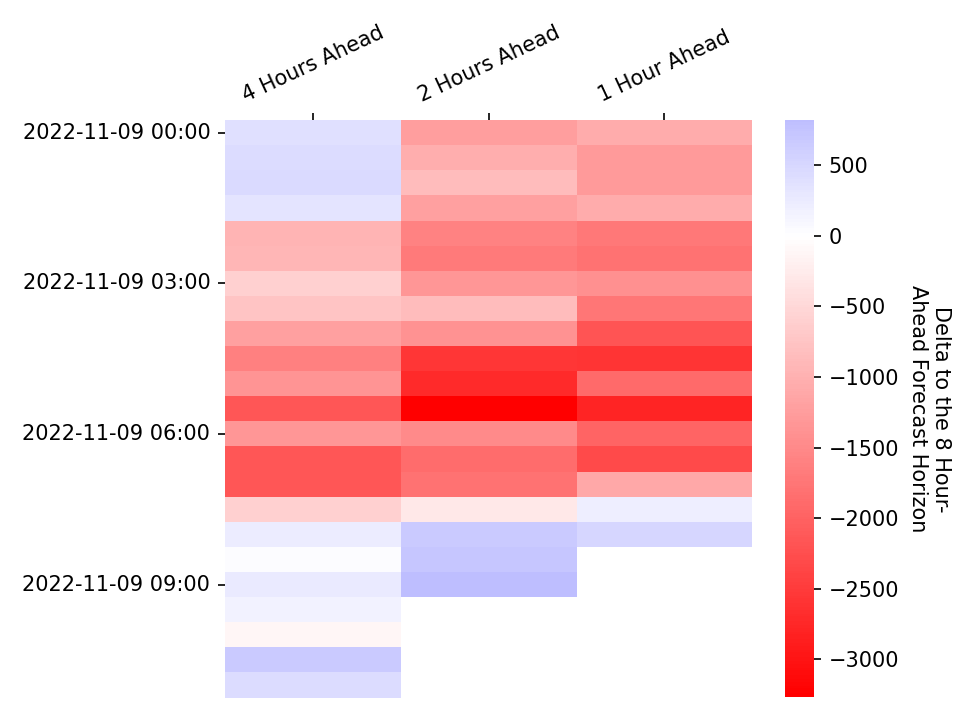 4 Hours Ahead
2 Hours Ahead
1 Hour Ahead
2022-11-09 00:00
2022-11-09 03:00
2022-11-09 06:00
2022-11-09 09:00
500
0
−500
−1000
−1500
−2000
−2500
−3000
Delta to the 8 Hour-
Ahead Forecast Horizon